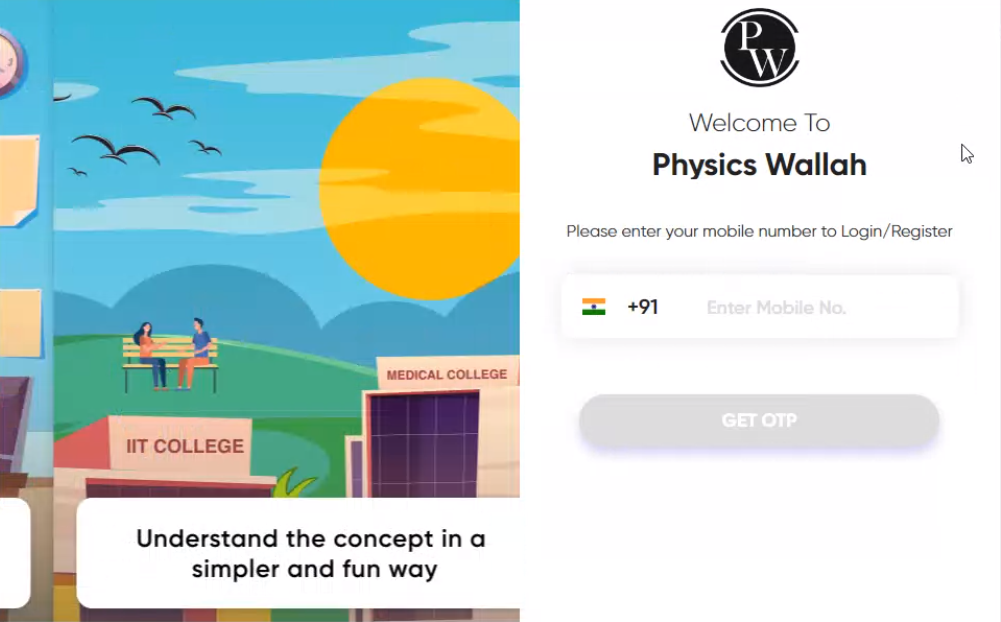 MEDICAL COLLEGE
IIT COLLEGE
Understand the concept in a
simpler and fun way
PW
Welcome To
Physics Wallah
Please enter your mobile number to Login/Register
+91 Enter Mobile No.
GET OTP